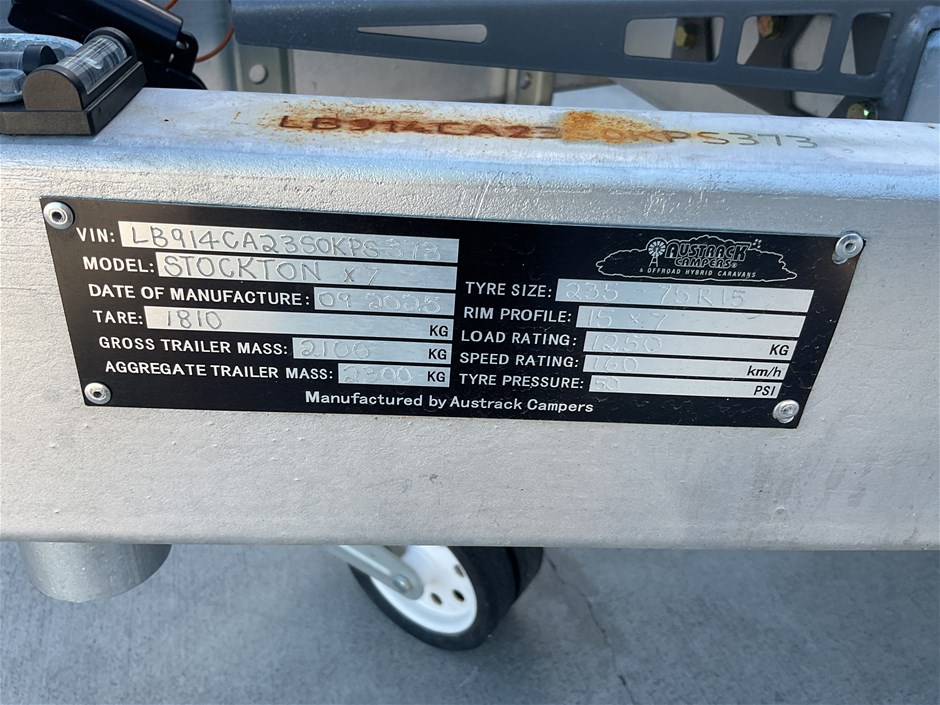 LB914CA23S0KPS373
VIN: LB914CA23S0KPS373
MODEL: STOCKTON X7
DATE OF MANUFACTURE: 09 2023
TARE: 1810 KG
GROSS TRAILER MASS: 2100 KG
AGGREGATE TRAILER MASS: 2300 KG
AUSTRACK
CAMPERS®
& OFFROAD HYBRID CARAVANS
TYRE SIZE: 235 75R15
RIM PROFILE: 15 X 7
LOAD RATING: 1250 KG
SPEED RATING: 160 km/h
TYRE PRESSURE: 50 PSI
Manufactured by Austrack Campers